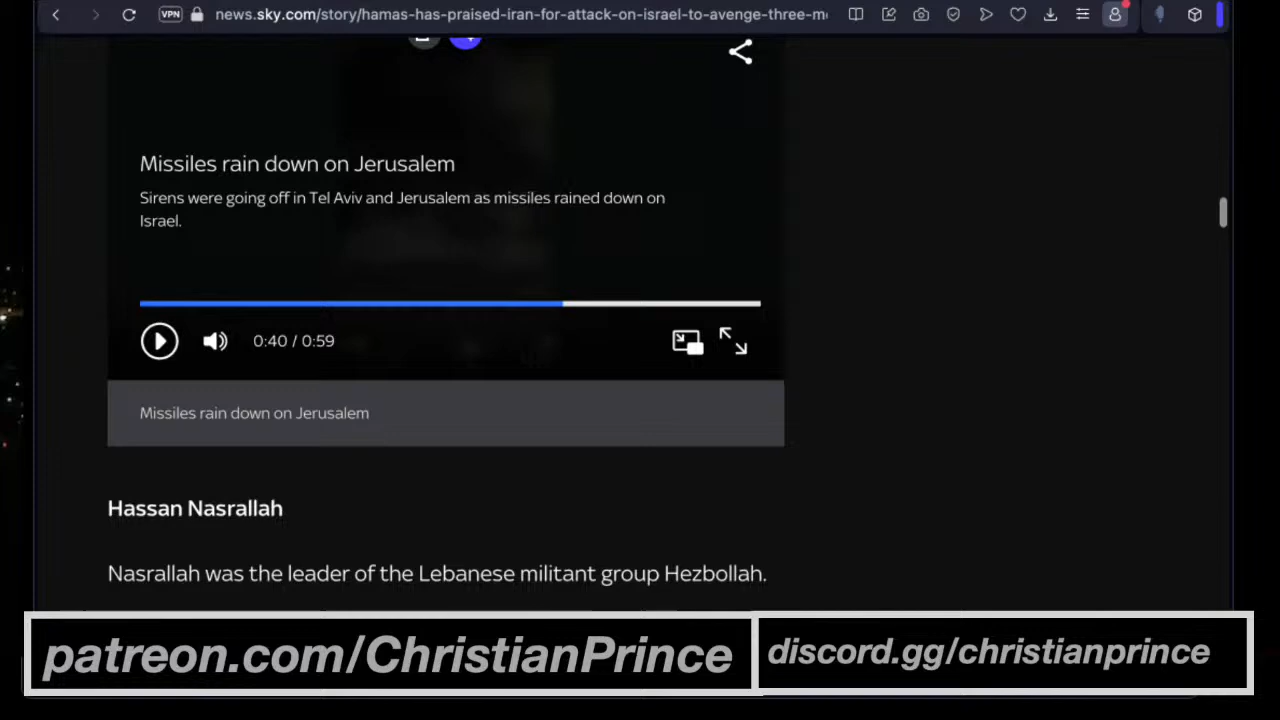 VPN
news.sky.com/story/hamas-has-praised-iran-for-attack-on-israel-to-avenge-three-m
Missiles rain down on Jerusalem
Sirens were going off in Tel Aviv and Jerusalem as missiles rained down on
Israel.
0:40 / 0:59
Missiles rain down on Jerusalem
Hassan Nasrallah
Nasrallah was the leader of the Lebanese militant group Hezbollah.
patreon.com/ChristianPrince
discord.gg/christianprince